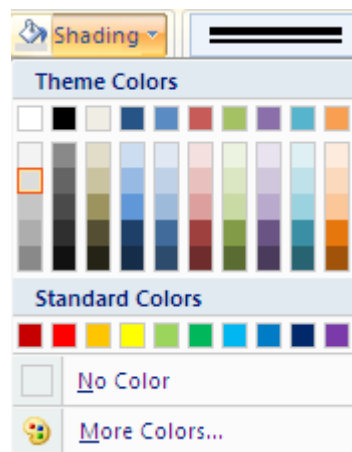 Shading
Theme Colors
Standard Colors
No Color
More Colors...